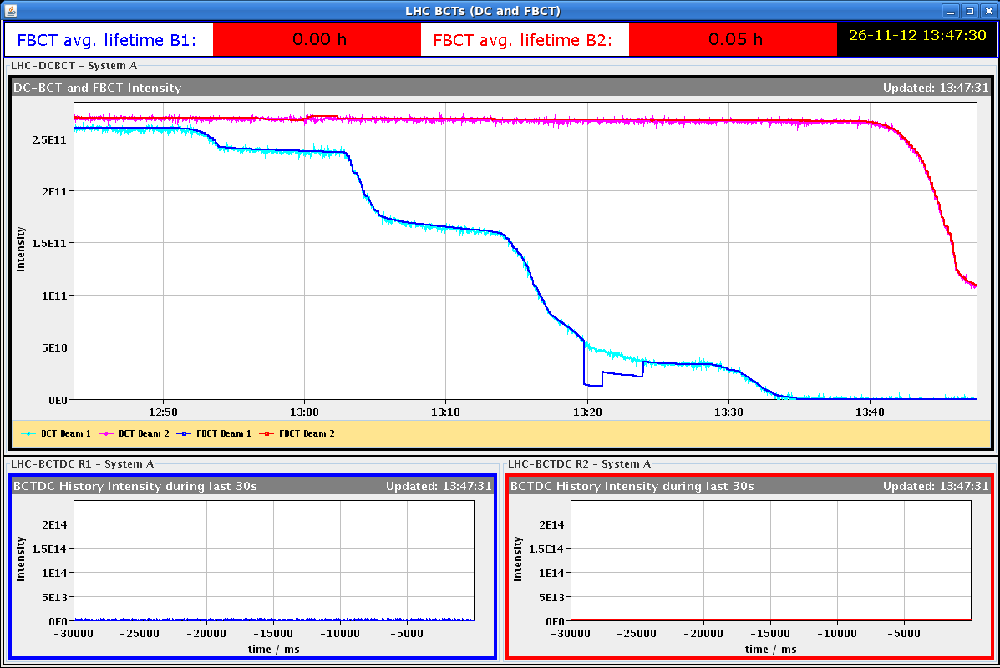 LHC BCTs (DC and FBCT)
FBCT avg. lifetime B1: 0.00 h FBCT avg. lifetime B2: 0.05 h 26-11-12 13:47:30
LHC-DCBCT - System A
DC-BCT and FBCT Intensity Updated: 13:47:31
2.5E11
2E11
1.5E11
1E11
5E10
0E0
Intensity
12:50 13:00 13:10 13:20 13:30 13:40
BCT Beam 1 BCT Beam 2 FBCT Beam 1 FBCT Beam 2
LHC-BCTDC R1 - System A
BCTDC History Intensity during last 30s Updated: 13:47:31
2E14
1.5E14
1E14
5E13
0E0
Intensity
-30000 -25000 -20000 -15000 -10000 -5000
time / ms
LHC-BCTDC R2 - System A
BCTDC History Intensity during last 30s Updated: 13:47:31
2E14
1.5E14
1E14
5E13
0E0
Intensity
-30000 -25000 -20000 -15000 -10000 -5000
time / ms